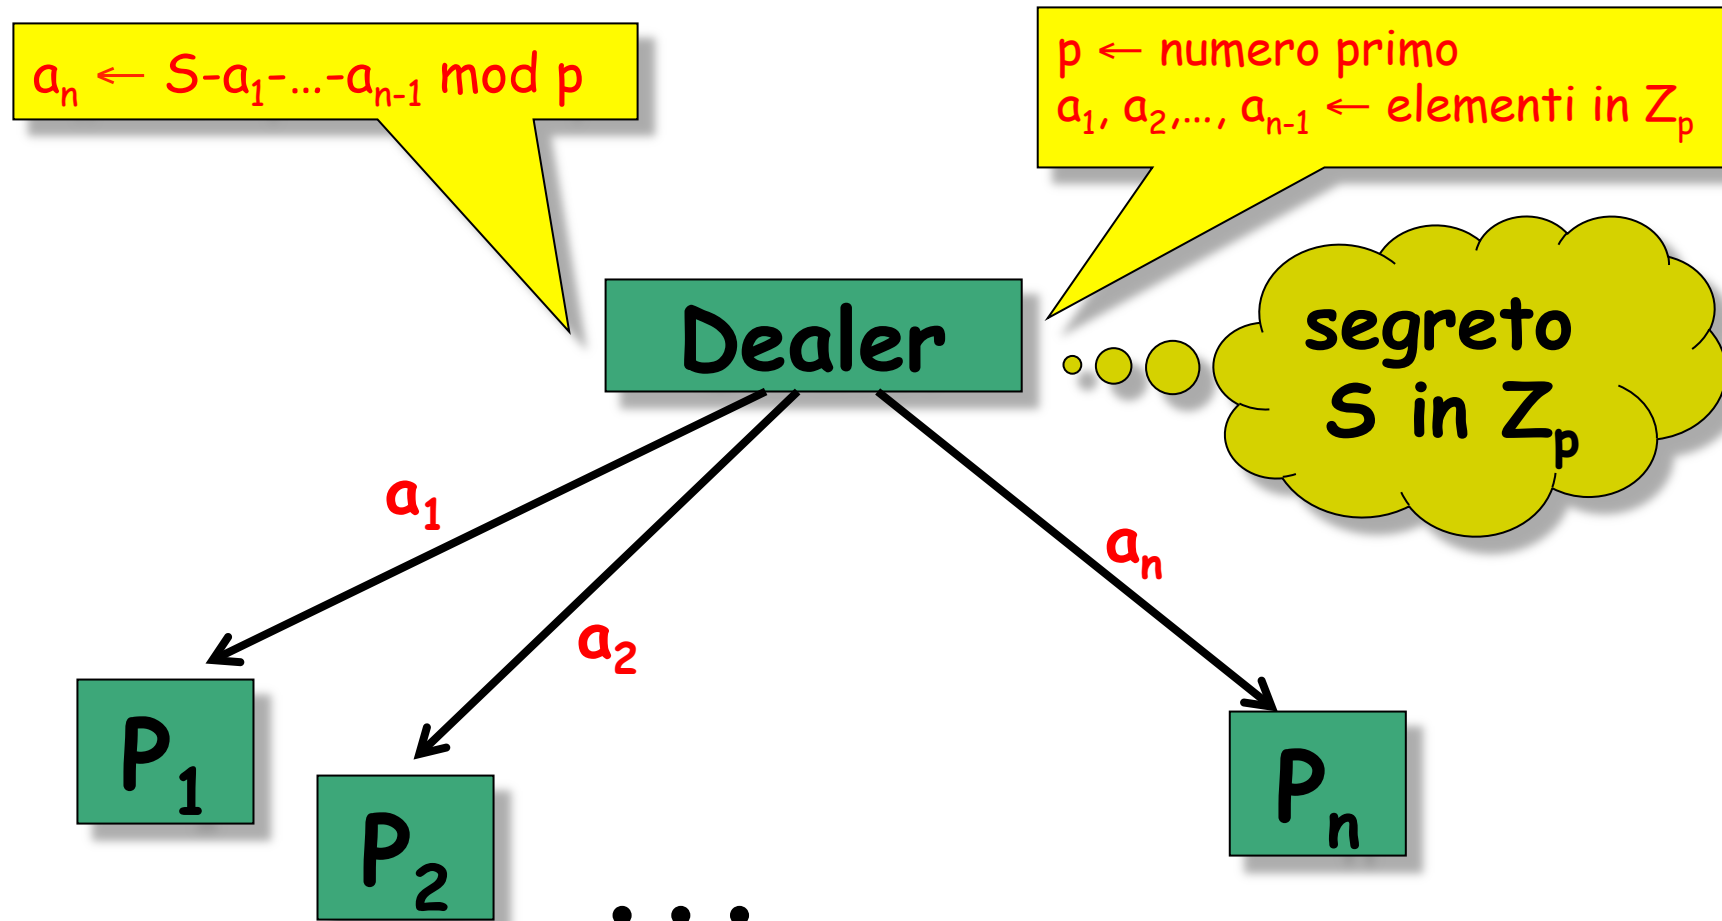 aₙ ← S-a₁-...-aₙ₋₁ mod p
p ← numero primo
a₁, a₂,..., aₙ₋₁ ← elementi in Zₚ
Dealer
segreto
S in Zₚ
a₁
a₂
aₙ
P₁
P₂
Pₙ
...